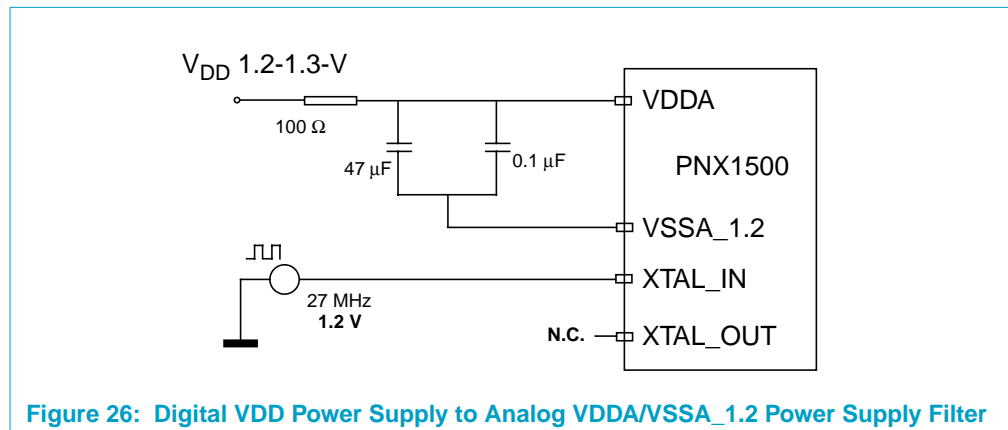 VDD 1.2-1.3-V
100 Ω
47 μF
0.1 μF
VDDA
PNX1500
VSSA_1.2
XTAL_IN
27 MHz
1.2 V
N.C.
XTAL_OUT
Figure 26: Digital VDD Power Supply to Analog VDDA/VSSA_1.2 Power Supply Filter